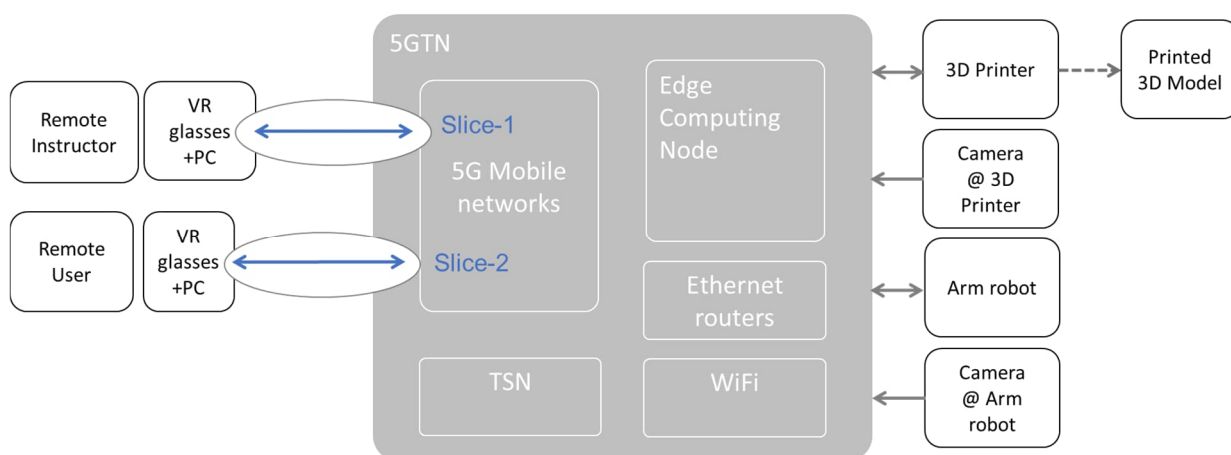 5GTN
Remote
Instructor
VR
glasses
+PC
Slice-1
5G Mobile
networks
Slice-2
Remote
User
VR
glasses
+PC
Edge
Computing
Node
Ethernet
routers
TSN
WiFi
3D Printer
Printed
3D Model
Camera
@ 3D
Printer
Arm robot
Camera
@ Arm
robot